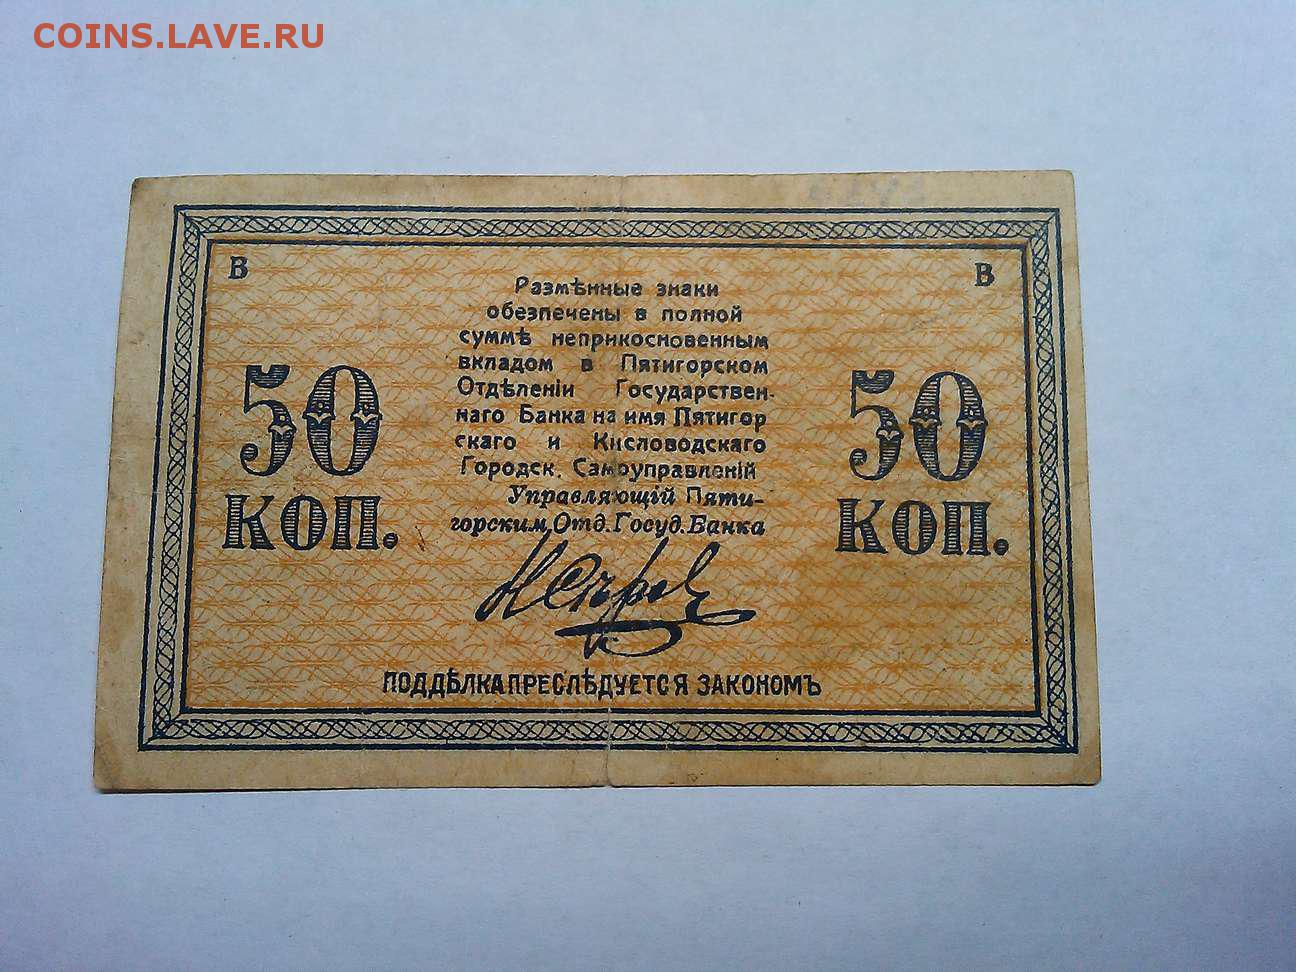 COINS.LAVE.RU
В В
Размѣнные знаки
обезпечены в полной
суммѣ неприкосновенным
вкладом в Пятигорском
Отдѣленіи Государствен-
наго Банка на имя Пятигор
скаго и Кисловодскаго
Городск. Самоуправленій
Управляющій Пяти-
горским Отд. Госуд. Банка
50 КОП.
50 КОП.
ПОДДѢЛКА ПРЕСЛѢДУЕТСЯ ЗАКОНОМЪ